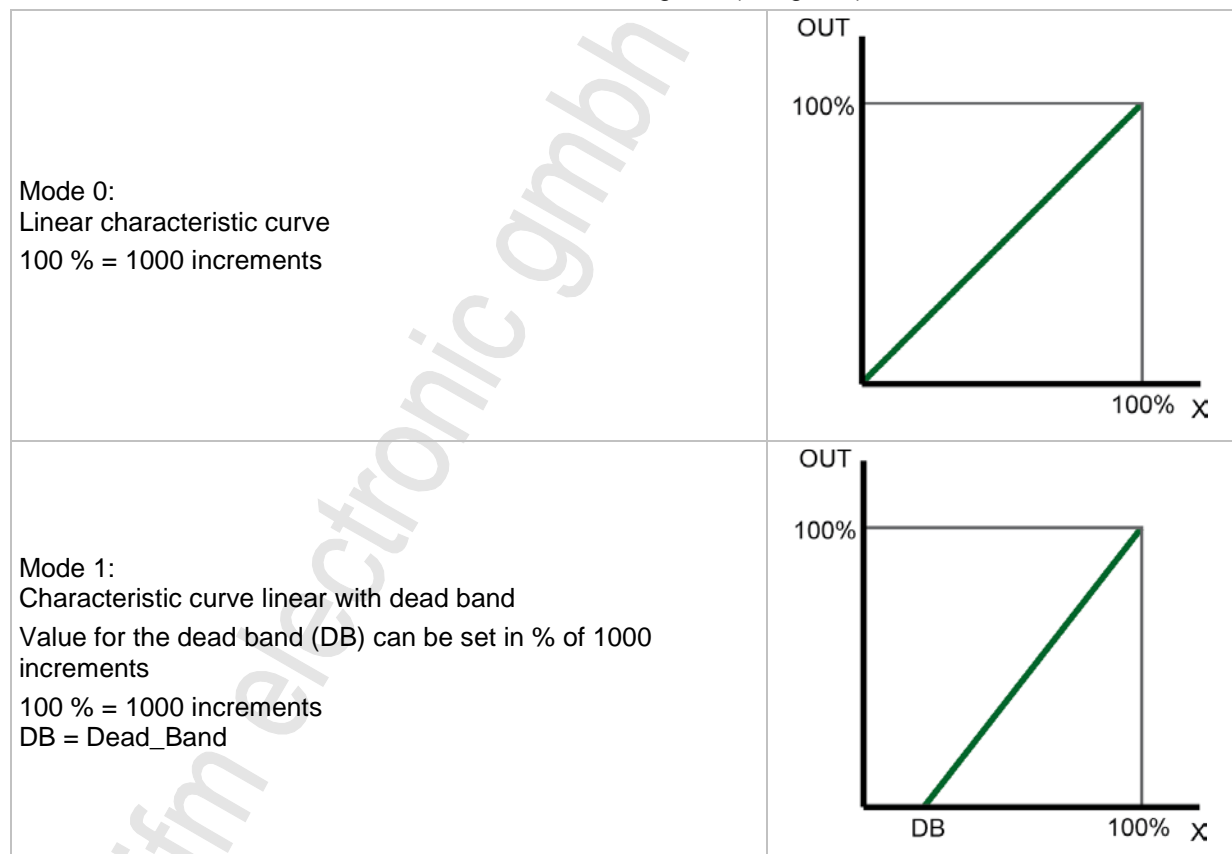 Mode 0:
Linear characteristic curve
100 % = 1000 increments
OUT
100%
100% X
Mode 1:
Characteristic curve linear with dead band
Value for the dead band (DB) can be set in % of 1000
increments
100 % = 1000 increments
DB = Dead_Band
OUT
100%
DB 100% X
ifm electronic gmbh